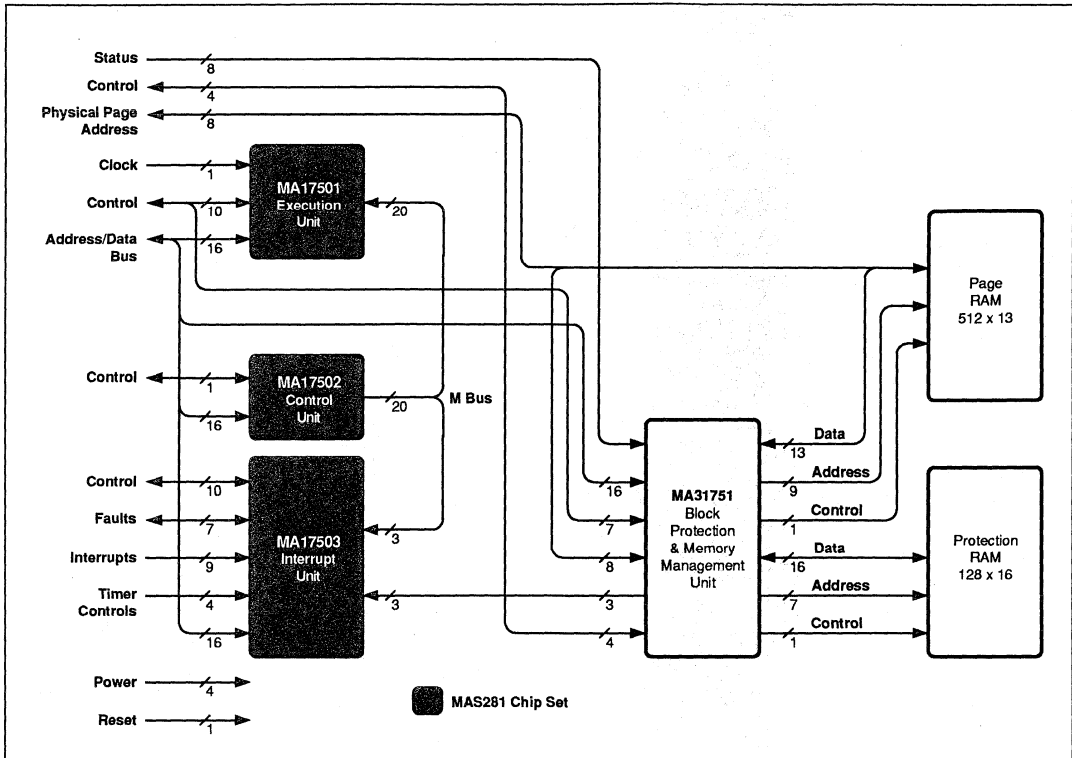 Status
8
Control
4
Physical Page
Address
8
Clock
1
Control
10
Address/Data
Bus
16
MA17501
Execution
Unit
20
Control
1
16
MA17502
Control
Unit
20
M Bus
Control
10
Faults
7
Interrupts
9
Timer
Controls
4
16
MA17503
Interrupt
Unit
3
3
Power
4
Reset
1
MAS281 Chip Set
16
7
8
3
4
MA31751
Block
Protection
& Memory
Management
Unit
Data
13
Address
9
Control
1
Data
16
Address
7
Control
1
Page
RAM
512 x 13
Protection
RAM
128 x 16